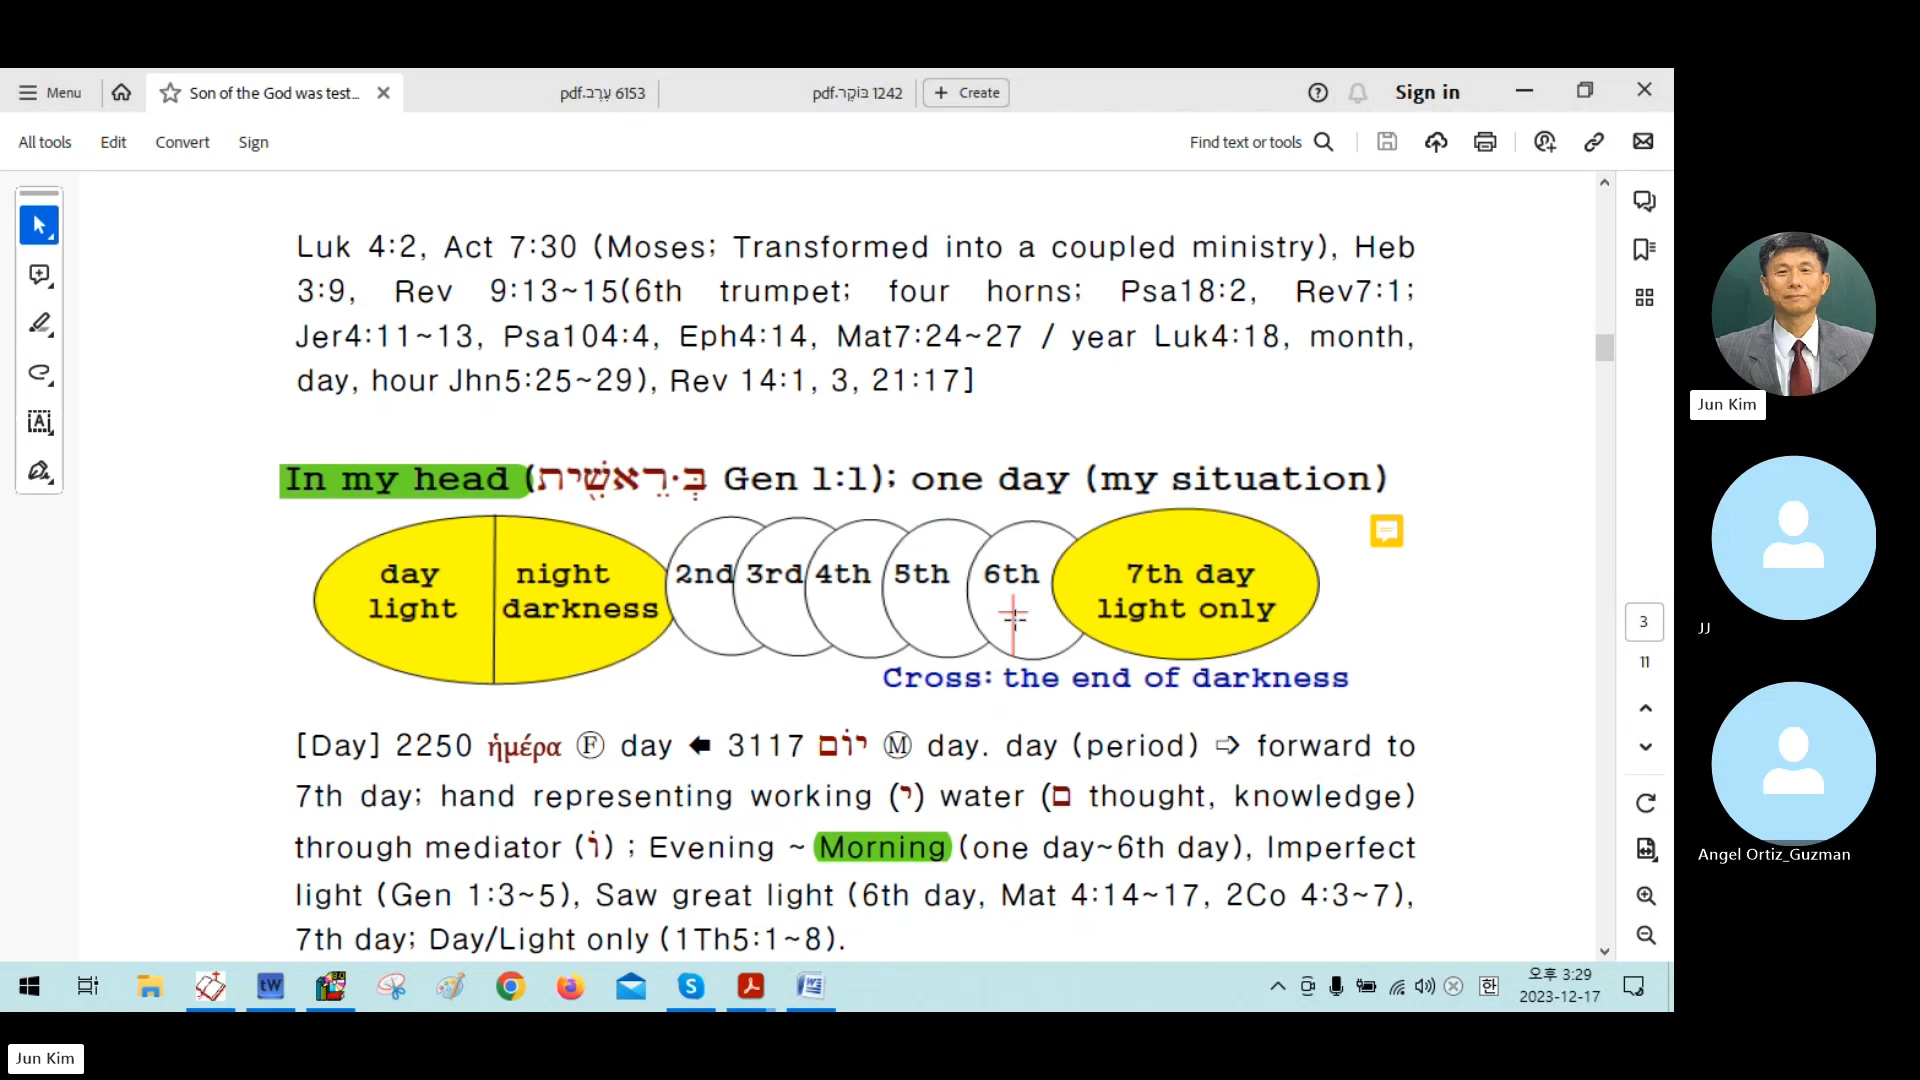 Menu
Son of the God was test...
pdf.עֶרֶב 6153
pdf.בּוֹקֶר 1242
Create
Sign in
All tools
Edit
Convert
Sign
Find text or tools
Luk 4:2, Act 7:30 (Moses; Transformed into a coupled ministry), Heb
3:9, Rev 9:13~15(6th trumpet; four horns; Psa18:2, Rev7:1;
Jer4:11~13, Psa104:4, Eph4:14, Mat7:24~27 / year Luk4:18, month,
day, hour Jhn5:25~29), Rev 14:1, 3, 21:17]
In my head (בְּ·רֵאשִׁ֖ית Gen 1:1); one day (my situation)
day
light
night
darkness
2nd
3rd
4th
5th
6th
7th day
light only
Cross: the end of darkness
[Day] 2250 ἡμέρα Ⓕ day ⬅ 3117 יוֹם Ⓜ day. day (period) ⇨ forward to
7th day; hand representing working (י) water (ם thought, knowledge)
through mediator (וֹ) ; Evening ~ Morning (one day~6th day), Imperfect
light (Gen 1:3~5), Saw great light (6th day, Mat 4:14~17, 2Co 4:3~7),
7th day; Day/Light only (1Th5:1~8).
3
11
오후 3:29
2023-12-17
한
Jun Kim
JJ
Angel Ortiz_Guzman
Jun Kim